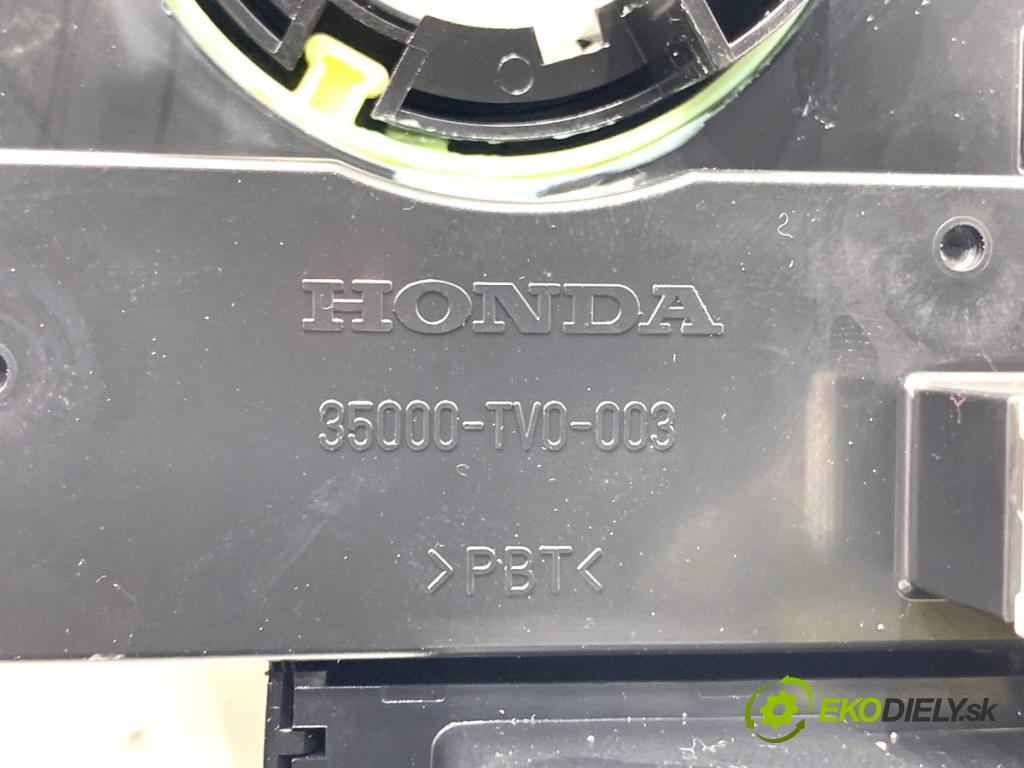 HONDA
35000-TV0-003
>PBT<
EKODIELY.sk